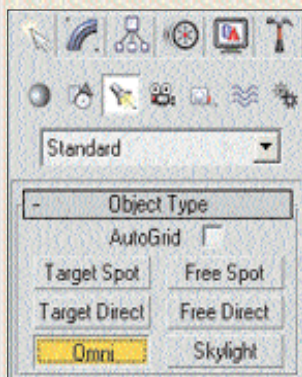 Standard
- Object Type
AutoGrid
Target Spot Free Spot
Target Direct Free Direct
Omni Skylight